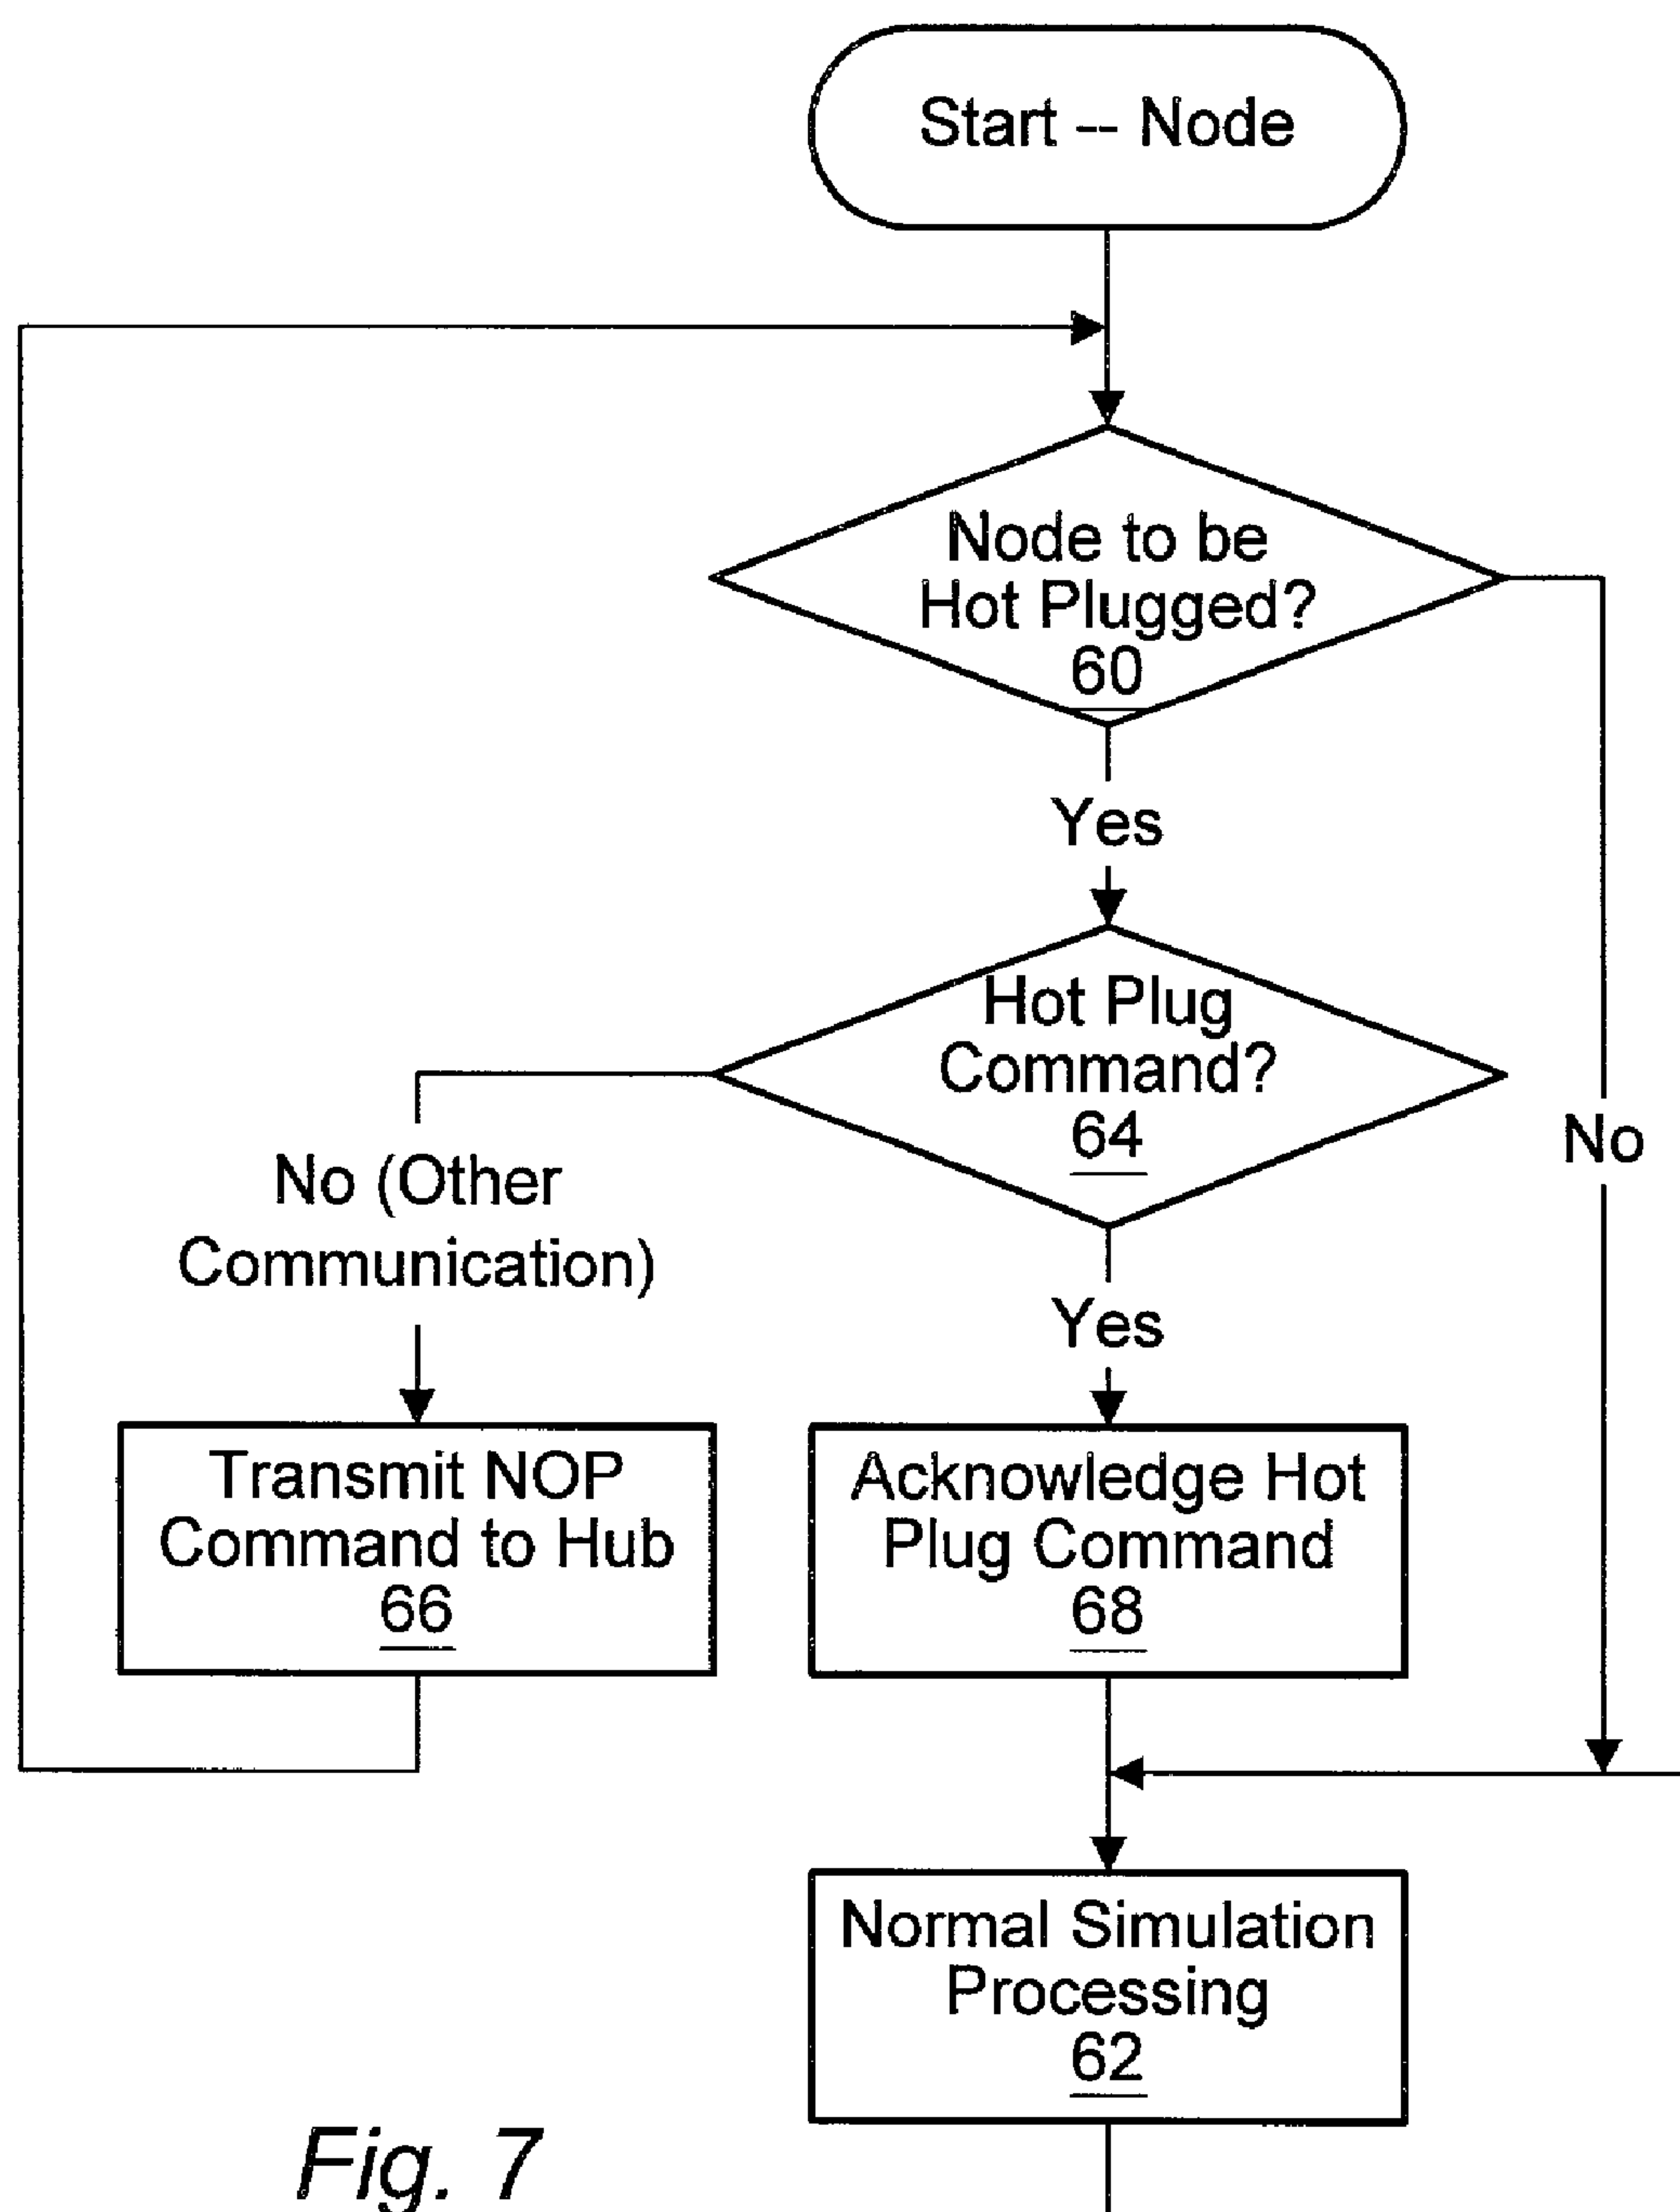 Start -- Node
Node to be
Hot Plugged?
60
Yes
Hot Plug
Command?
64
No
No (Other
Communication)
Yes
Transmit NOP
Command to Hub
66
Acknowledge Hot
Plug Command
68
Normal Simulation
Processing
62
Fig. 7